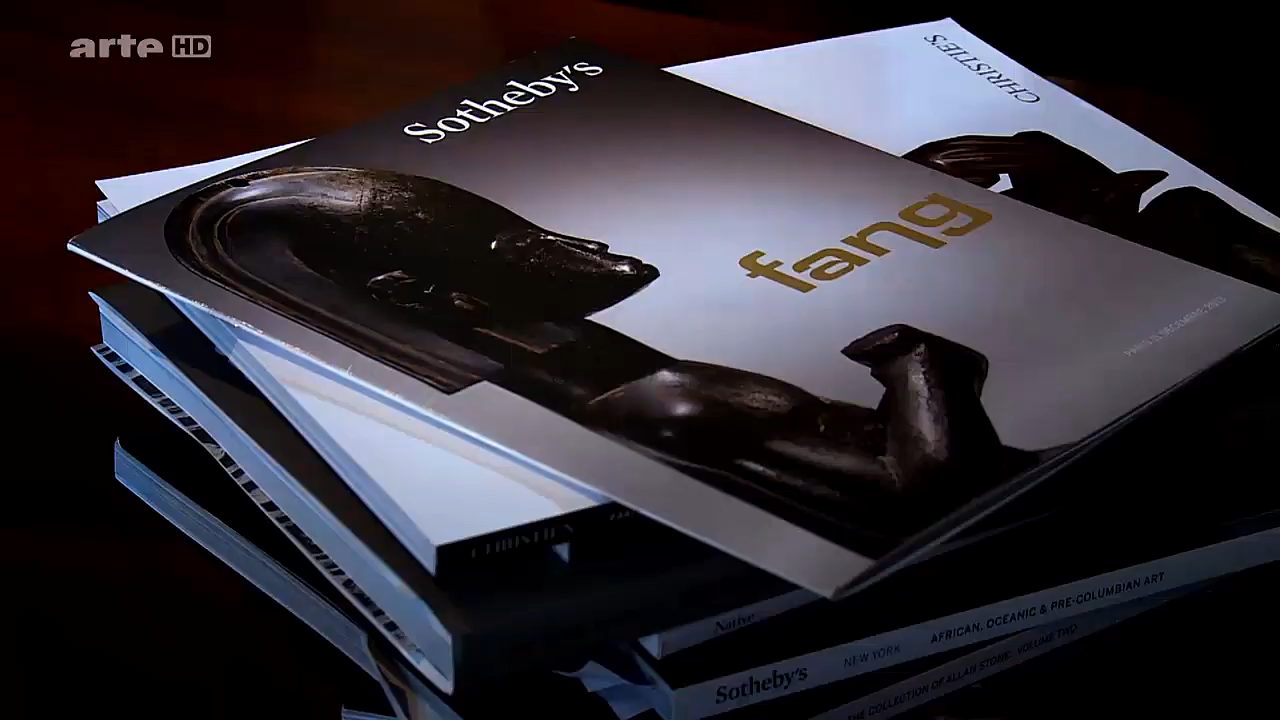 arte HD
Sotheby's
CHRISTIE'S
fang
CHRISTIE'S
Native
Sotheby's NEW YORK AFRICAN, OCEANIC & PRE-COLUMBIAN ART
THE COLLECTION OF ALLAN STONE: VOLUME TWO